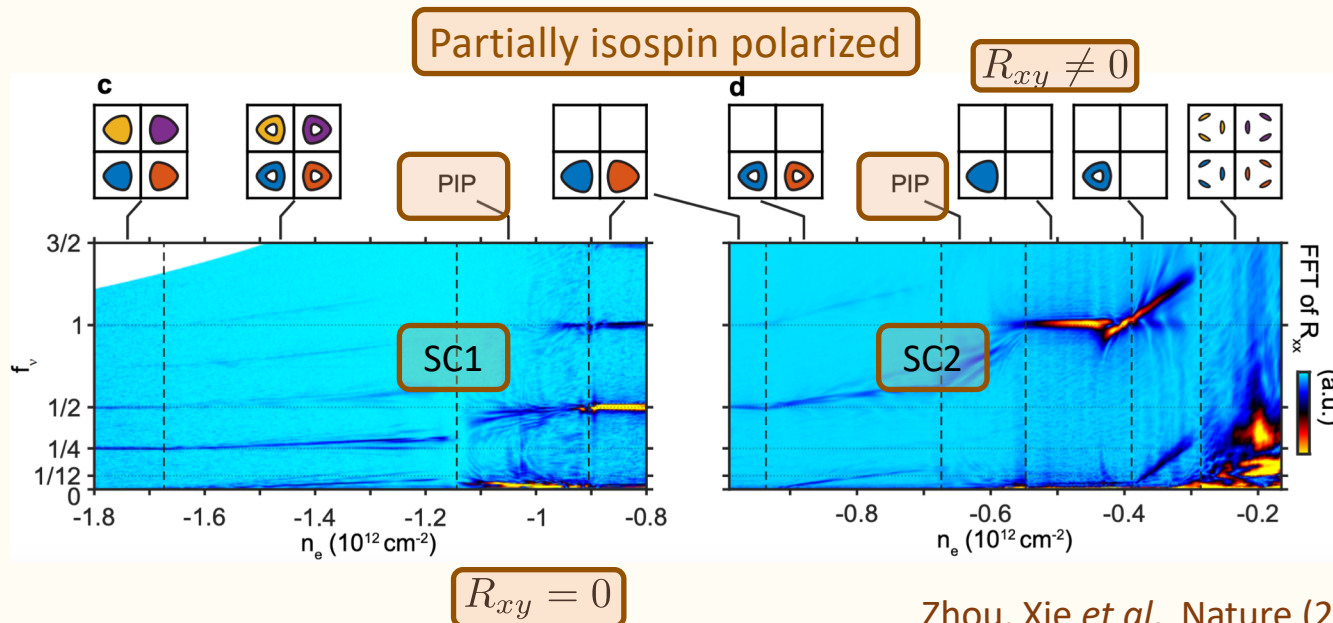 Partially isospin polarized
R_{xy} ≠ 0
c
d
PIP
PIP
3/2
1
1/2
1/4
1/12
0
f_ν
SC1
SC2
FFT of R_{xx}
(a.u.)
-1.8 -1.6 -1.4 -1.2 -1 -0.8
n_e (10^{12} cm^{-2})
-0.8 -0.6 -0.4 -0.2
n_e (10^{12} cm^{-2})
R_{xy} = 0
Zhou, Xie et al. Nature (2